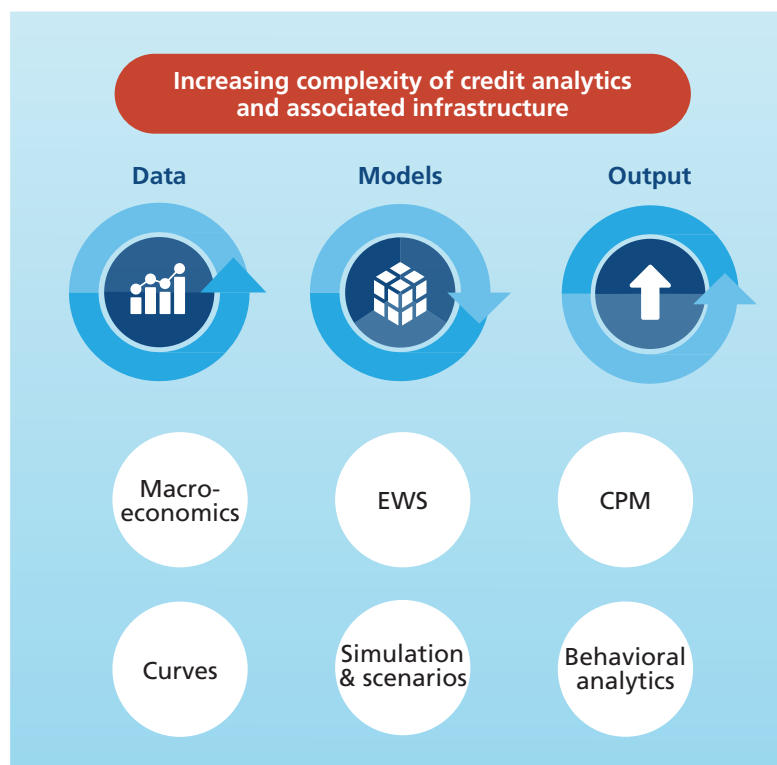 Increasing complexity of credit analytics
and associated infrastructure
Data
Models
Output
Macro-
economics
EWS
CPM
Curves
Simulation
& scenarios
Behavioral
analytics